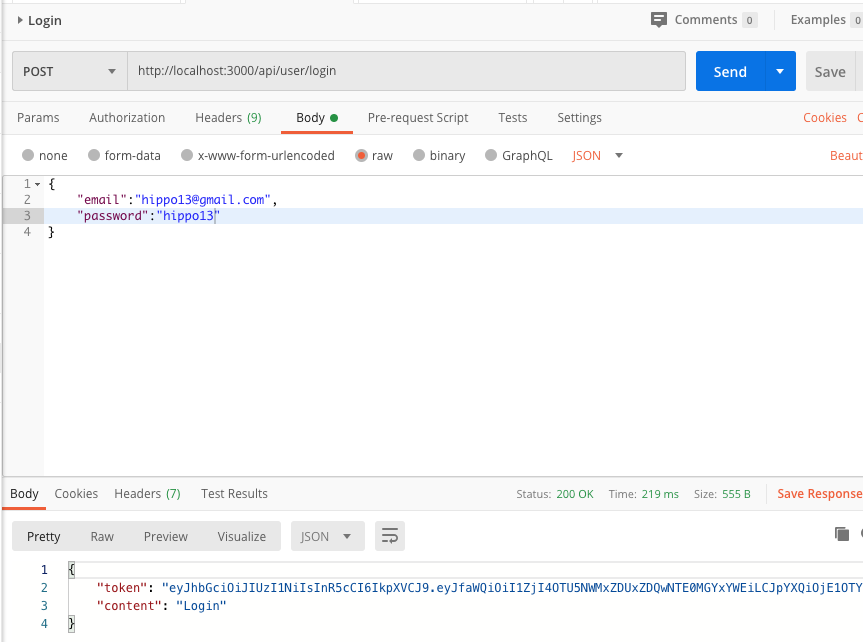 Login
Comments 0 Examples 0
POST http://localhost:3000/api/user/login Send Save
Params Authorization Headers (9) Body Pre-request Script Tests Settings Cookies
none form-data x-www-form-urlencoded raw binary GraphQL JSON Beaut
1 {
2 "email":"hippo13@gmail.com",
3 "password":"hippo13"
4 }
Body Cookies Headers (7) Test Results Status: 200 OK Time: 219 ms Size: 555 B Save Response
Pretty Raw Preview Visualize JSON
1 {
2 "token": "eyJhbGciOiJIUzI1NiIsInR5cCI6IkpXVCJ9.eyJfaWQiOiI1ZjI4OTU5NWMxZDUxZDQwNTE0MGYxYWEiLCJpYXQiOjE1OTY
3 "content": "Login"
4 }